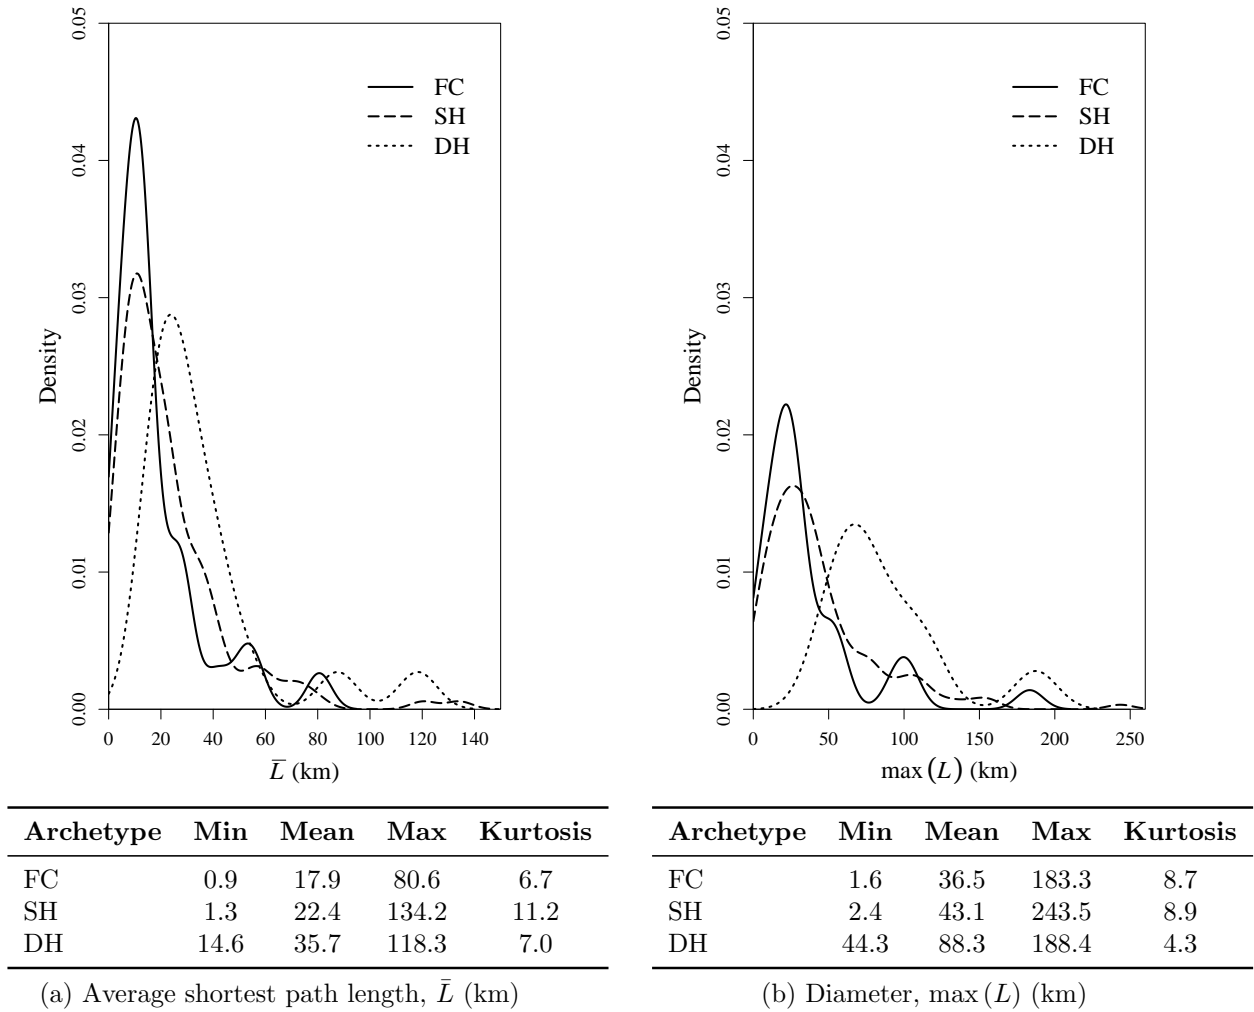 0.00 0.01 0.02 0.03 0.04 0.05
Density
FC
SH
DH
0 20 40 60 80 100 120 140
L̅ (km)
Archetype Min Mean Max Kurtosis
FC 0.9 17.9 80.6 6.7
SH 1.3 22.4 134.2 11.2
DH 14.6 35.7 118.3 7.0
(a) Average shortest path length, L̄ (km)
0.00 0.01 0.02 0.03 0.04 0.05
Density
FC
SH
DH
0 50 100 150 200 250
max (L) (km)
Archetype Min Mean Max Kurtosis
FC 1.6 36.5 183.3 8.7
SH 2.4 43.1 243.5 8.9
DH 44.3 88.3 188.4 4.3
(b) Diameter, max (L) (km)